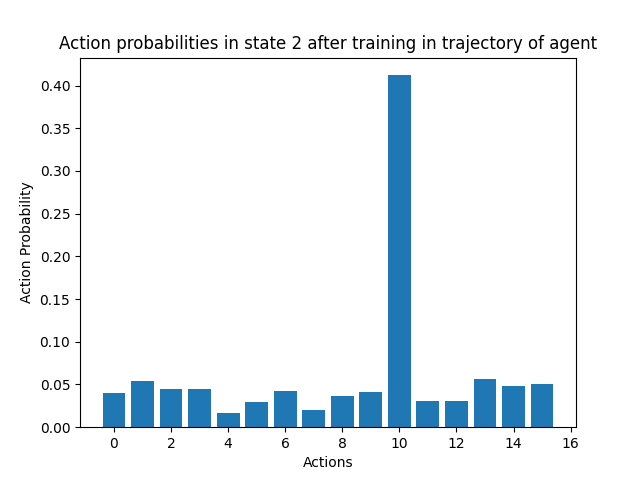 Action probabilities in state 2 after training in trajectory of agent
0.40
0.35
0.30
0.25
0.20
0.15
0.10
0.05
0.00
Action Probability
0 2 4 6 8 10 12 14 16
Actions